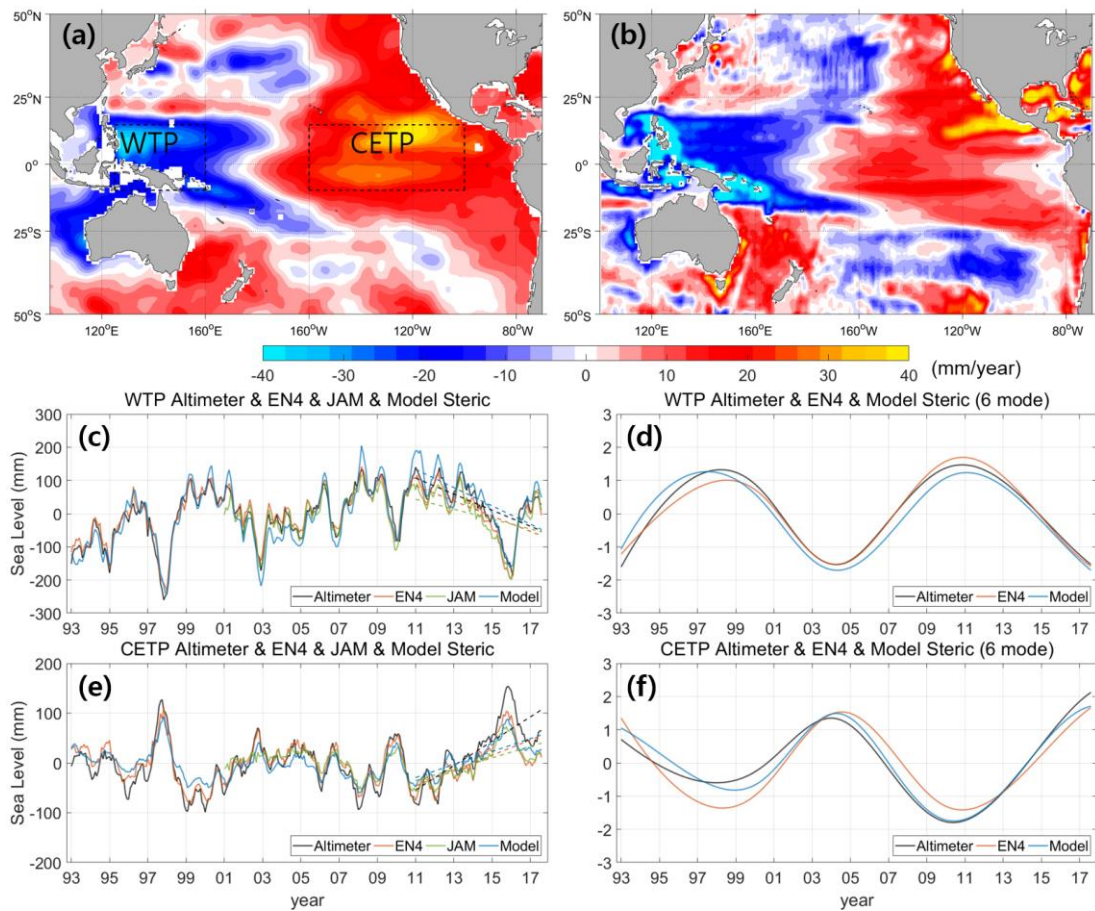 (a)
WTP
CETP
50°N
25°N
0°
25°S
50°S
120°E
160°E
160°W
120°W
80°W
(b)
50°N
25°N
0°
25°S
50°S
120°E
160°E
160°W
120°W
80°W
-40 -30 -20 -10 0 10 20 30 40 (mm/year)
WTP Altimeter & EN4 & JAM & Model Steric
(c)
Sea Level (mm)
300
200
100
0
-100
-200
-300
Altimeter EN4 JAM Model
93 95 97 99 01 03 05 07 09 11 13 15 17
WTP Altimeter & EN4 & Model Steric (6 mode)
(d)
3
2
1
0
-1
-2
-3
Altimeter EN4 Model
93 95 97 99 01 03 05 07 09 11 13 15 17
CETP Altimeter & EN4 & JAM & Model Steric
(e)
Sea Level (mm)
200
100
0
-100
-200
Altimeter EN4 JAM Model
93 95 97 99 01 03 05 07 09 11 13 15 17
year
CETP Altimeter & EN4 & Model Steric (6 mode)
(f)
3
2
1
0
-1
-2
-3
Altimeter EN4 Model
93 95 97 99 01 03 05 07 09 11 13 15 17
year